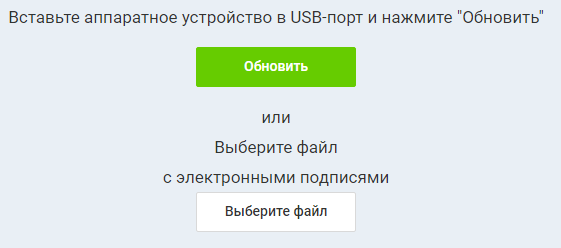 Вставьте аппаратное устройство в USB-порт и нажмите "Обновить"
Обновить
или
Выберите файл
с электронными подписями
Выберите файл